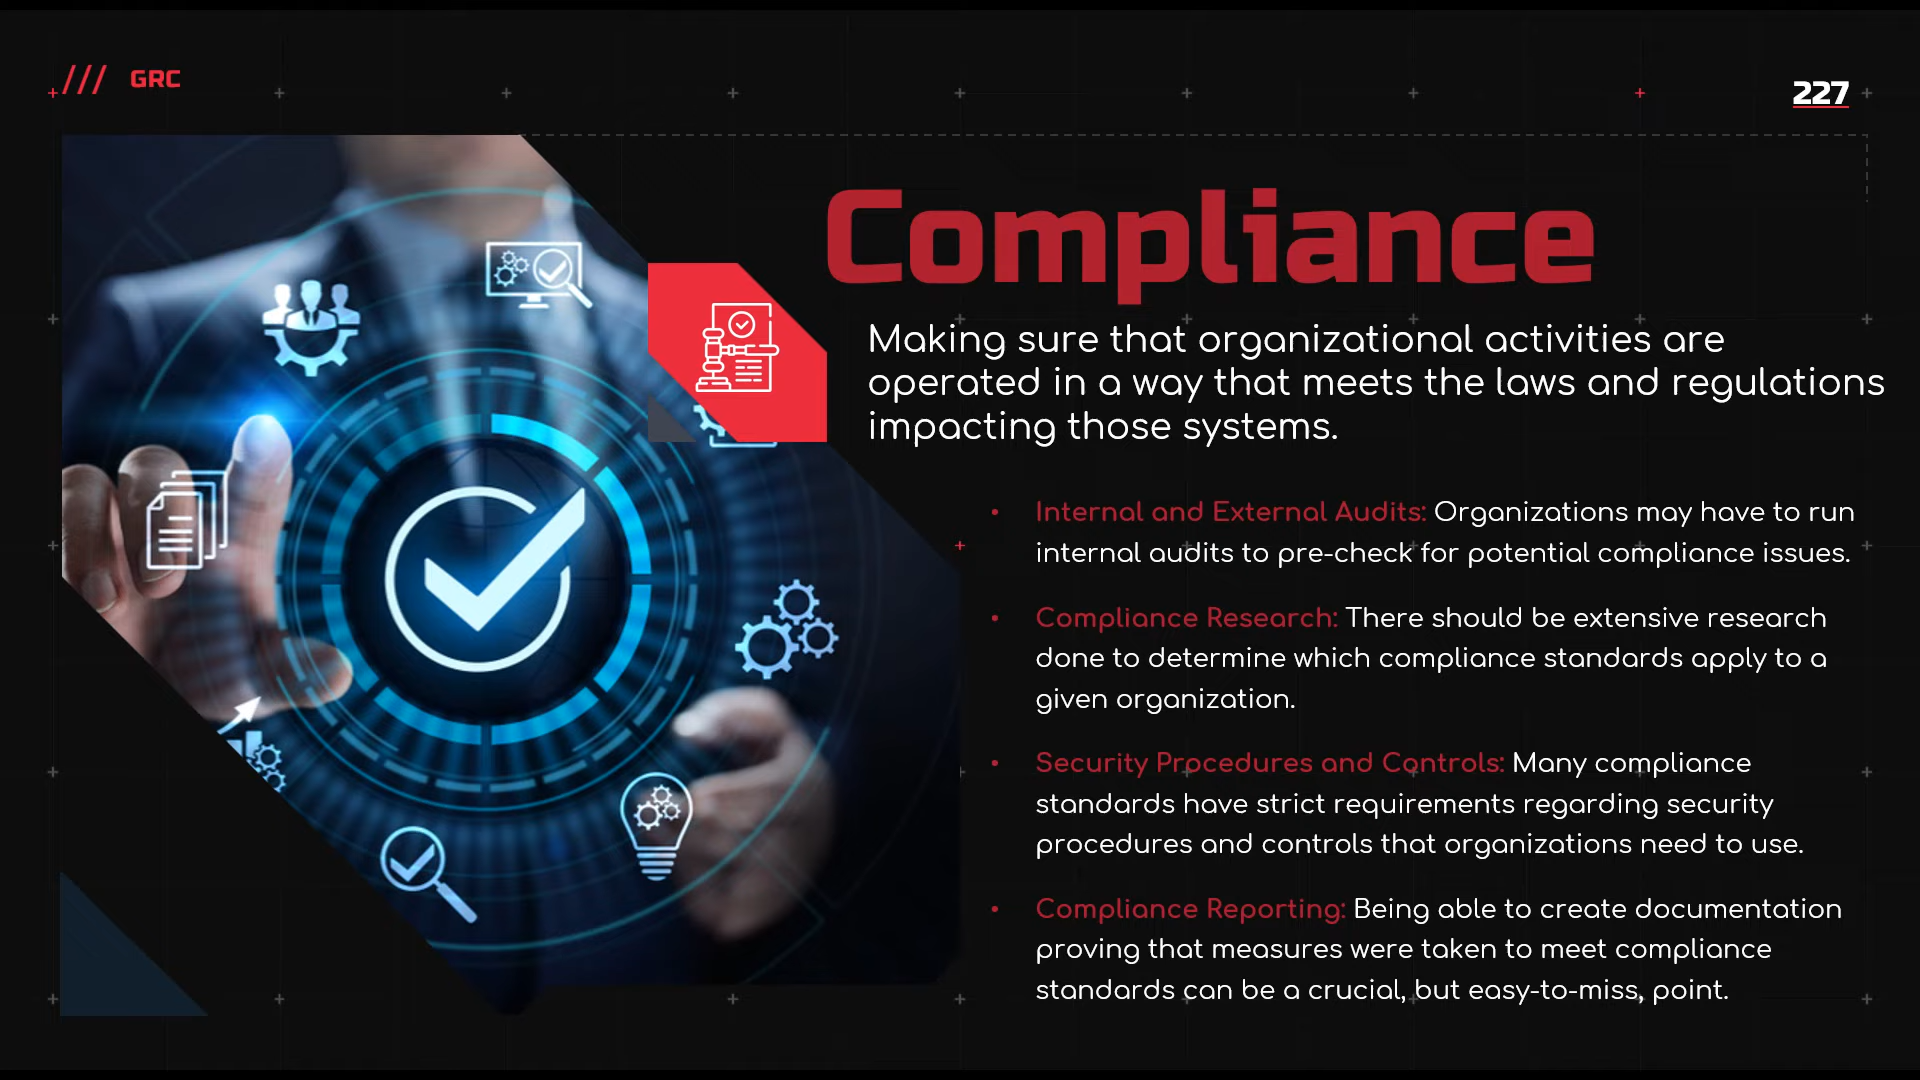 /// GRC
227
Compliance
Making sure that organizational activities are
operated in a way that meets the laws and regulations
impacting those systems.
• Internal and External Audits: Organizations may have to run
internal audits to pre-check for potential compliance issues.
• Compliance Research: There should be extensive research
done to determine which compliance standards apply to a
given organization.
• Security Procedures and Controls: Many compliance
standards have strict requirements regarding security
procedures and controls that organizations need to use.
• Compliance Reporting: Being able to create documentation
proving that measures were taken to meet compliance
standards can be a crucial, but easy-to-miss, point.